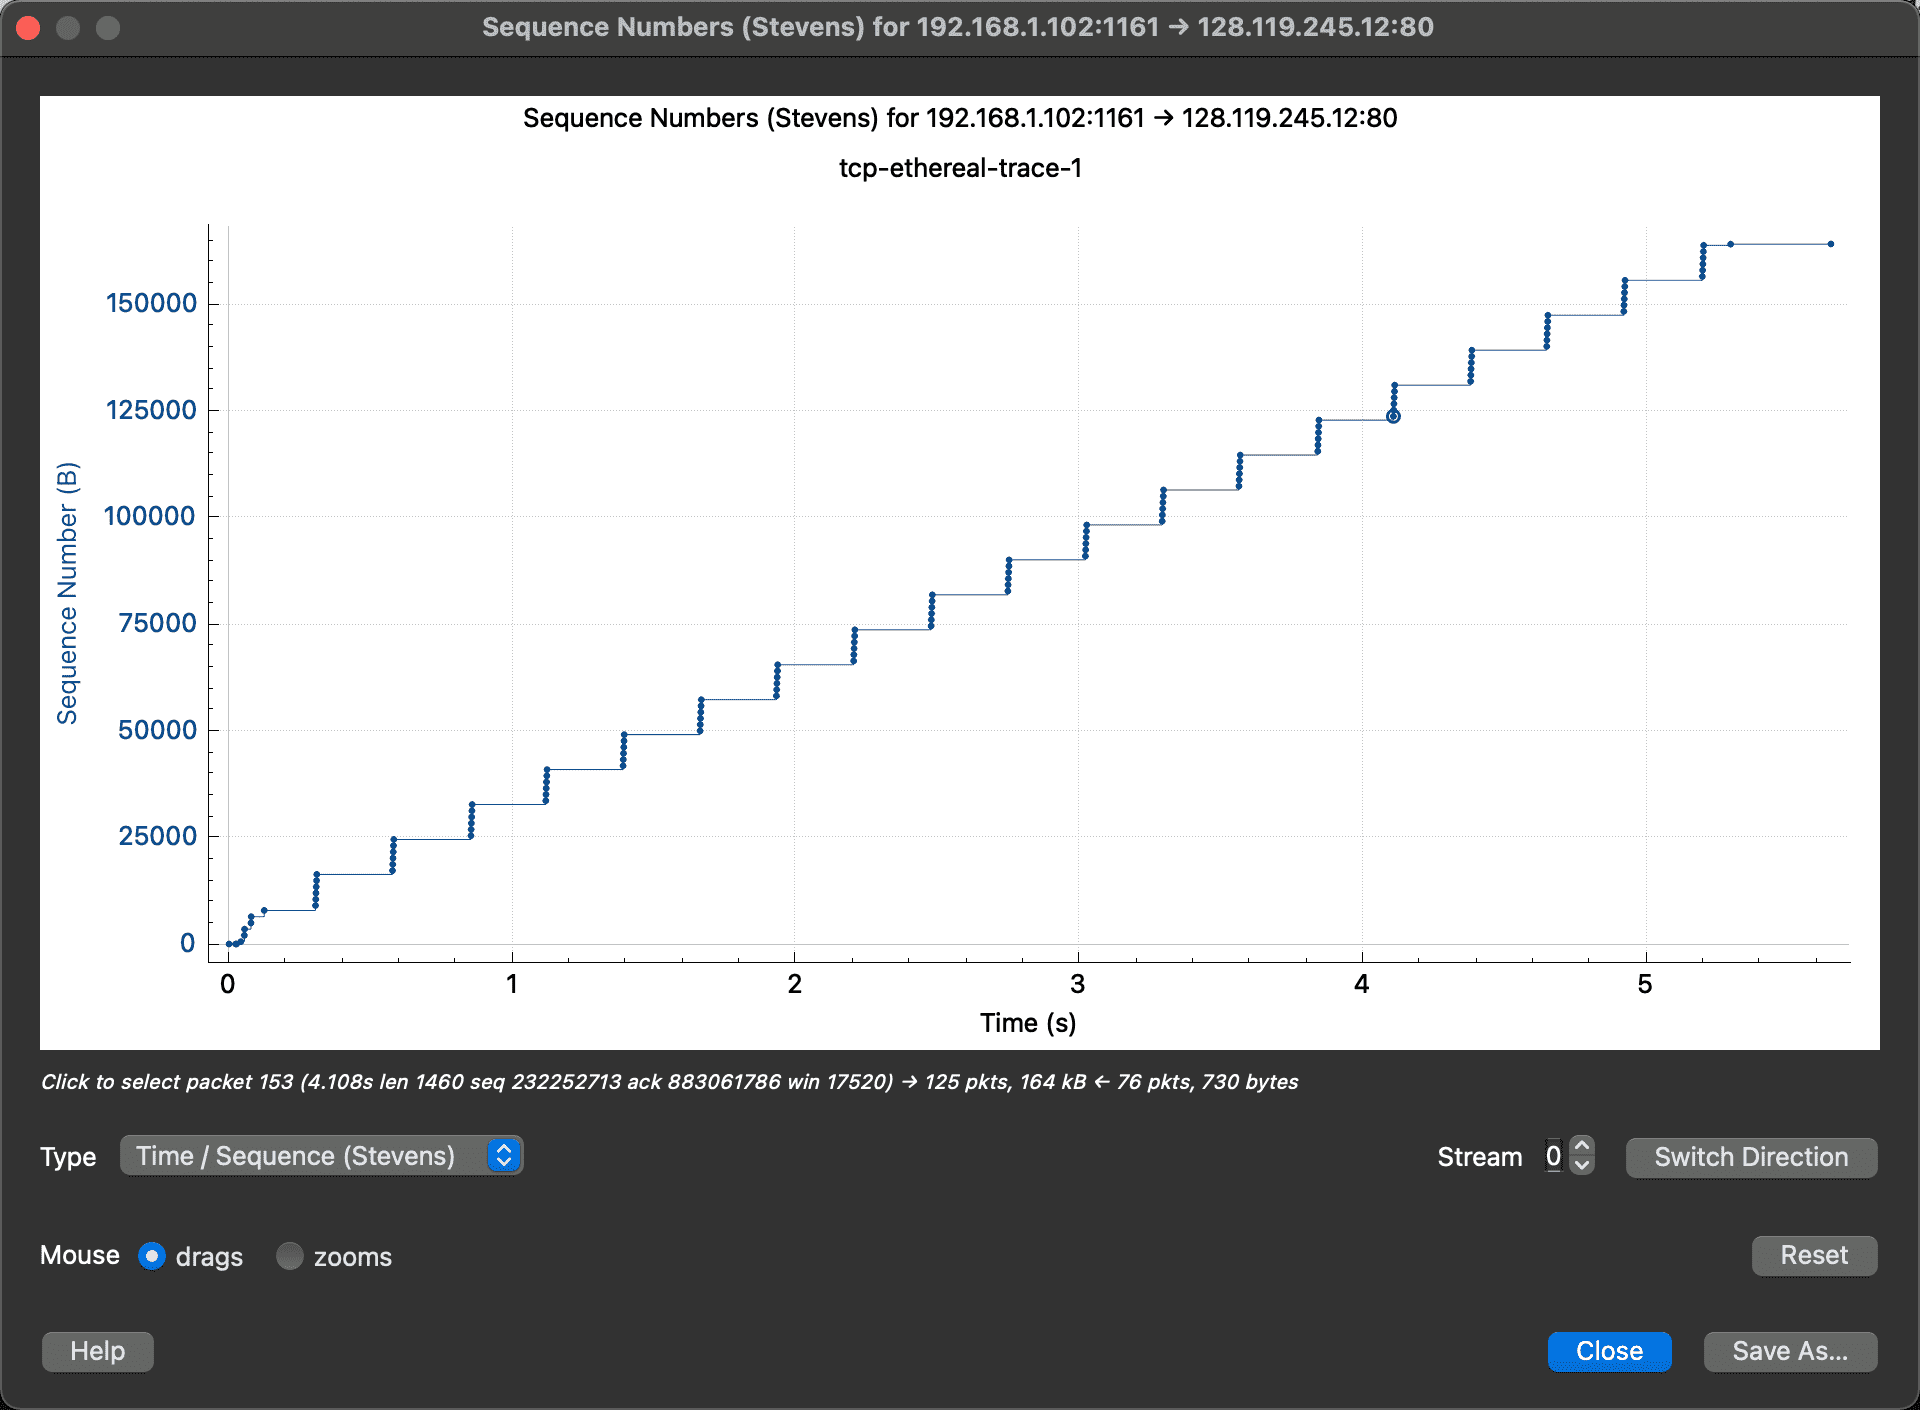 Sequence Numbers (Stevens) for 192.168.1.102:1161 → 128.119.245.12:80
Sequence Numbers (Stevens) for 192.168.1.102:1161 → 128.119.245.12:80
tcp-ethereal-trace-1
Sequence Number (B)
150000
125000
100000
75000
50000
25000
0
0 1 2 3 4 5
Time (s)
Click to select packet 153 (4.108s len 1460 seq 232252713 ack 883061786 win 17520) → 125 pkts, 164 kB ← 76 pkts, 730 bytes
Type Time / Sequence (Stevens) Stream 0 Switch Direction
Mouse drags zooms Reset
Help Close Save As...